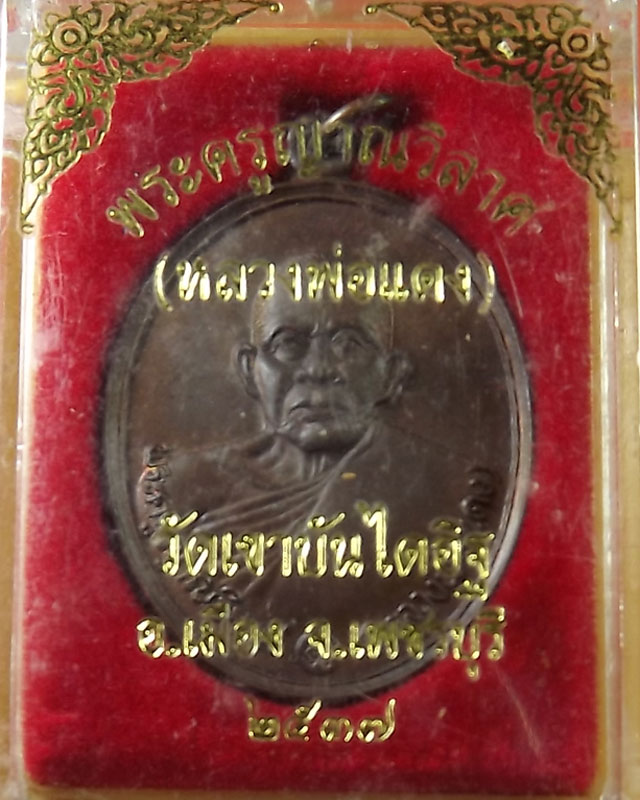 พระครูญาณวิลาศ
(หลวงพ่อแดง)
วัดเขาบันไดอิฐ
อ.เมือง จ.เพชรบุรี
๒๕๓๗